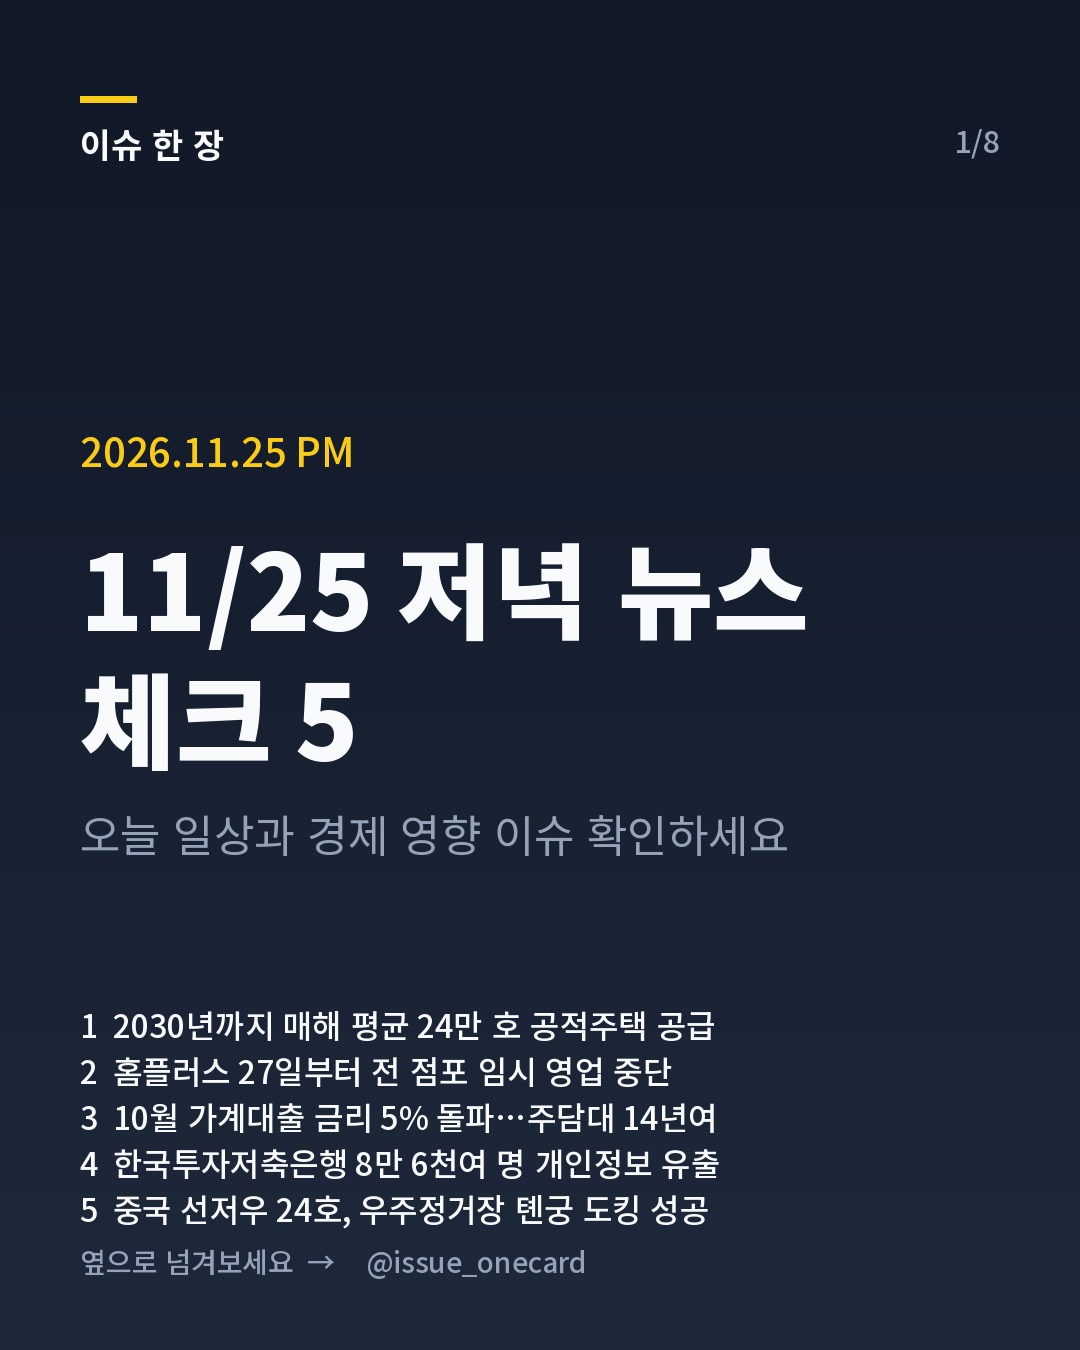 이슈 한 장
1/8
2026.11.25 PM
11/25 저녁 뉴스
체크 5
오늘 일상과 경제 영향 이슈 확인하세요
1 2030년까지 매해 평균 24만 호 공적주택 공급
2 홈플러스 27일부터 전 점포 임시 영업 중단
3 10월 가계대출 금리 5% 돌파…주담대 14년여
4 한국투자저축은행 8만 6천여 명 개인정보 유출
5 중국 선저우 24호, 우주정거장 톈궁 도킹 성공
옆으로 넘겨보세요 → @issue_onecard